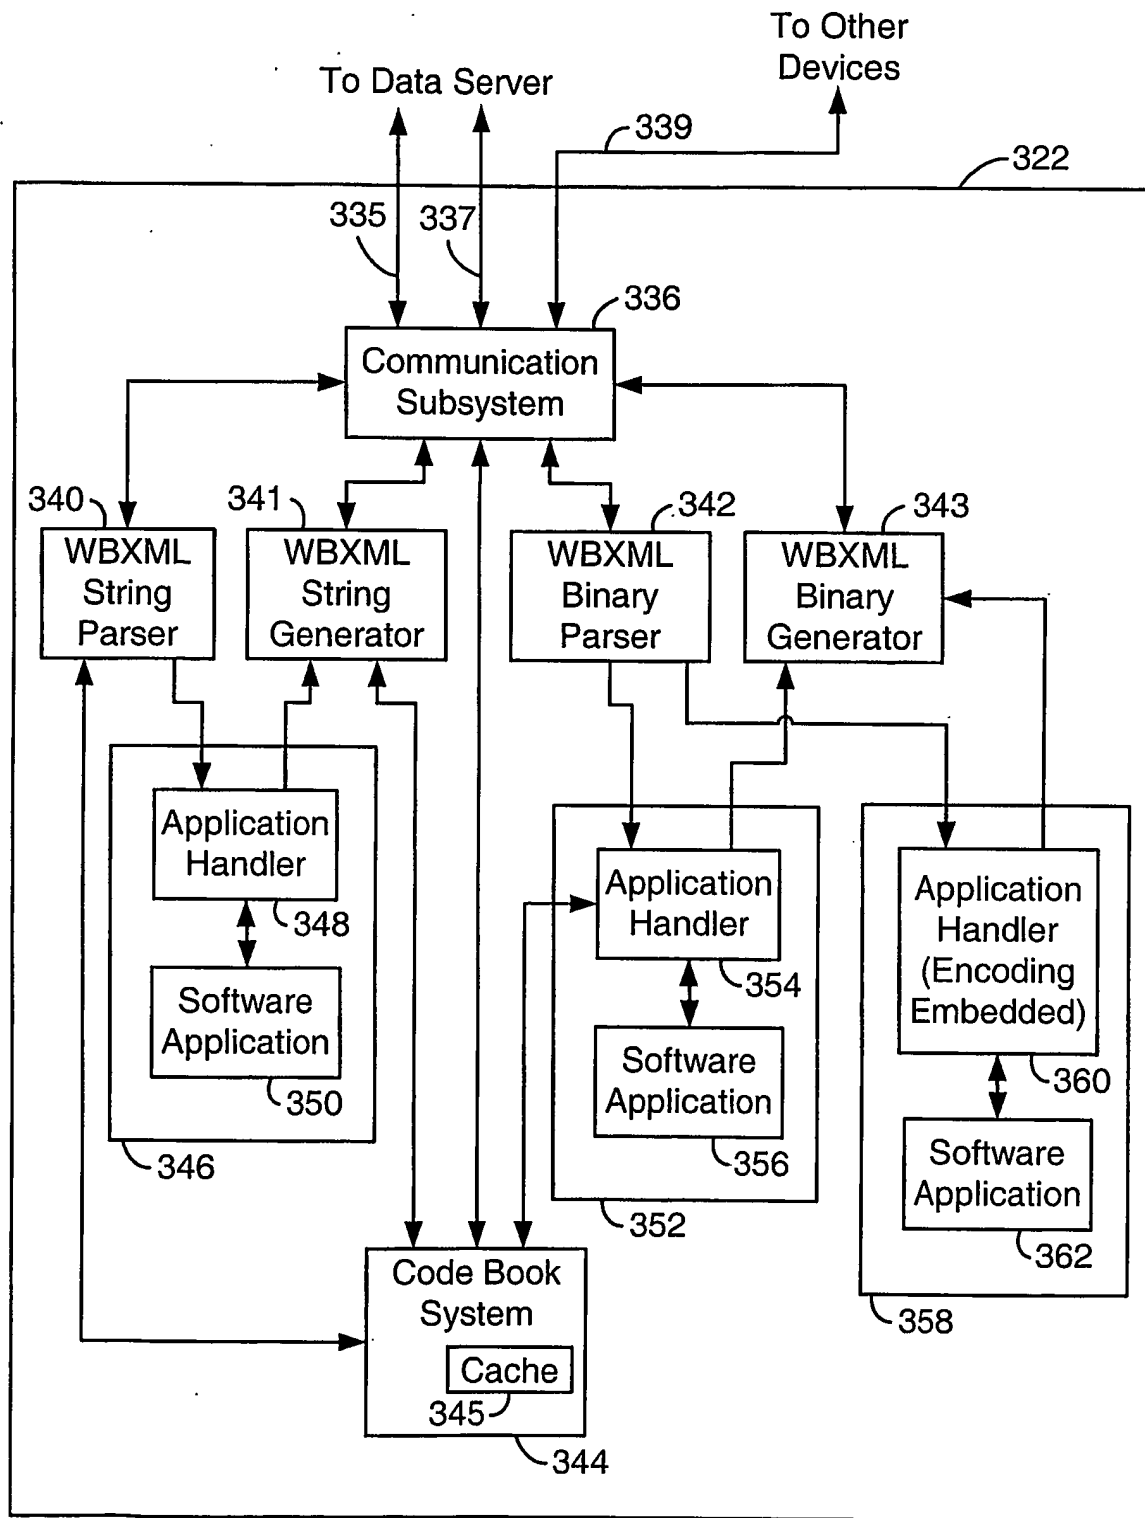 To Other
Devices
To Data Server
339
322
335
337
336
Communication
Subsystem
340
341
342
343
WBXML
String
Parser
WBXML
String
Generator
WBXML
Binary
Parser
WBXML
Binary
Generator
Application
Handler
348
Software
Application
350
346
Application
Handler
354
Software
Application
356
352
Application
Handler
(Encoding
Embedded)
360
Software
Application
362
358
Code Book
System
Cache
345
344